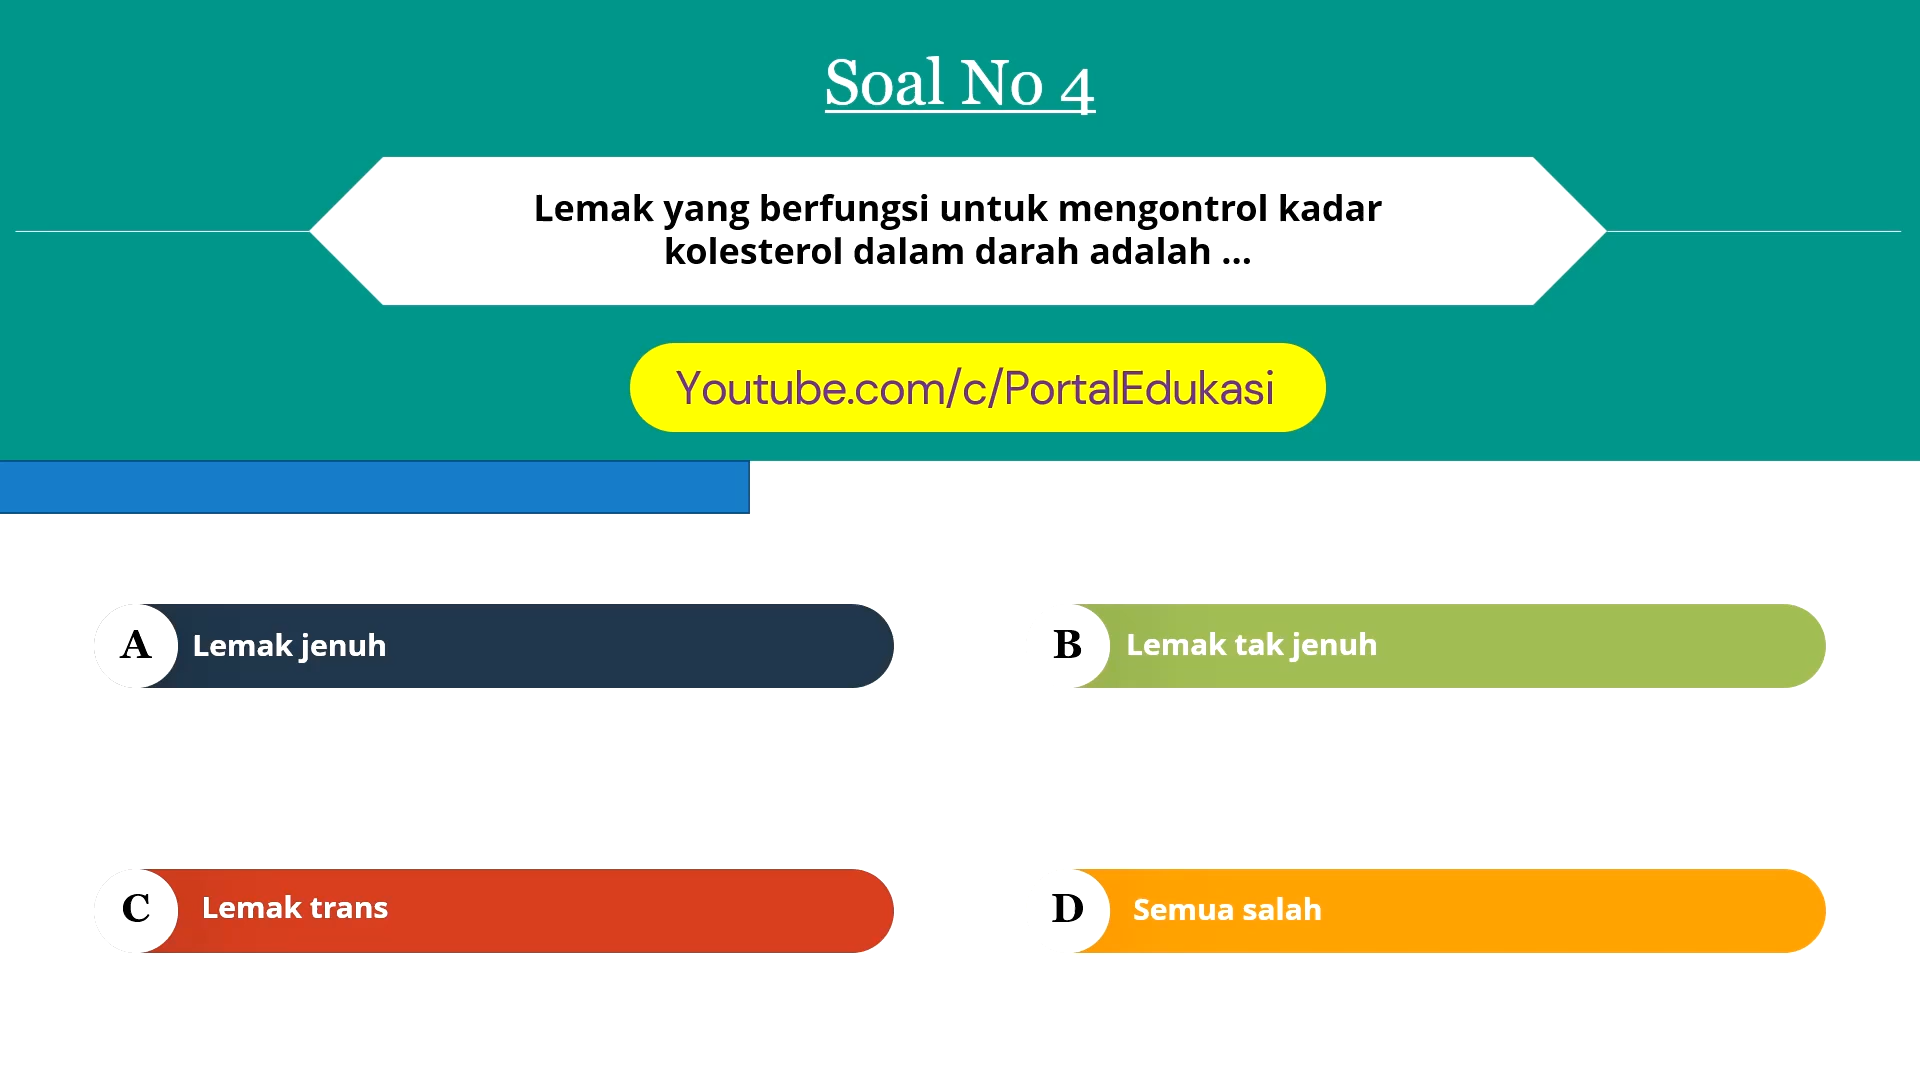 Soal No 4
Lemak yang berfungsi untuk mengontrol kadar
kolesterol dalam darah adalah ...
Youtube.com/c/PortalEdukasi
A Lemak jenuh
B Lemak tak jenuh
C Lemak trans
D Semua salah